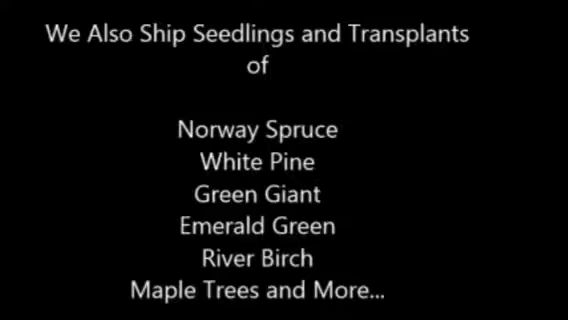 We Also Ship Seedlings and Transplants
of
Norway Spruce
White Pine
Green Giant
Emerald Green
River Birch
Maple Trees and More...